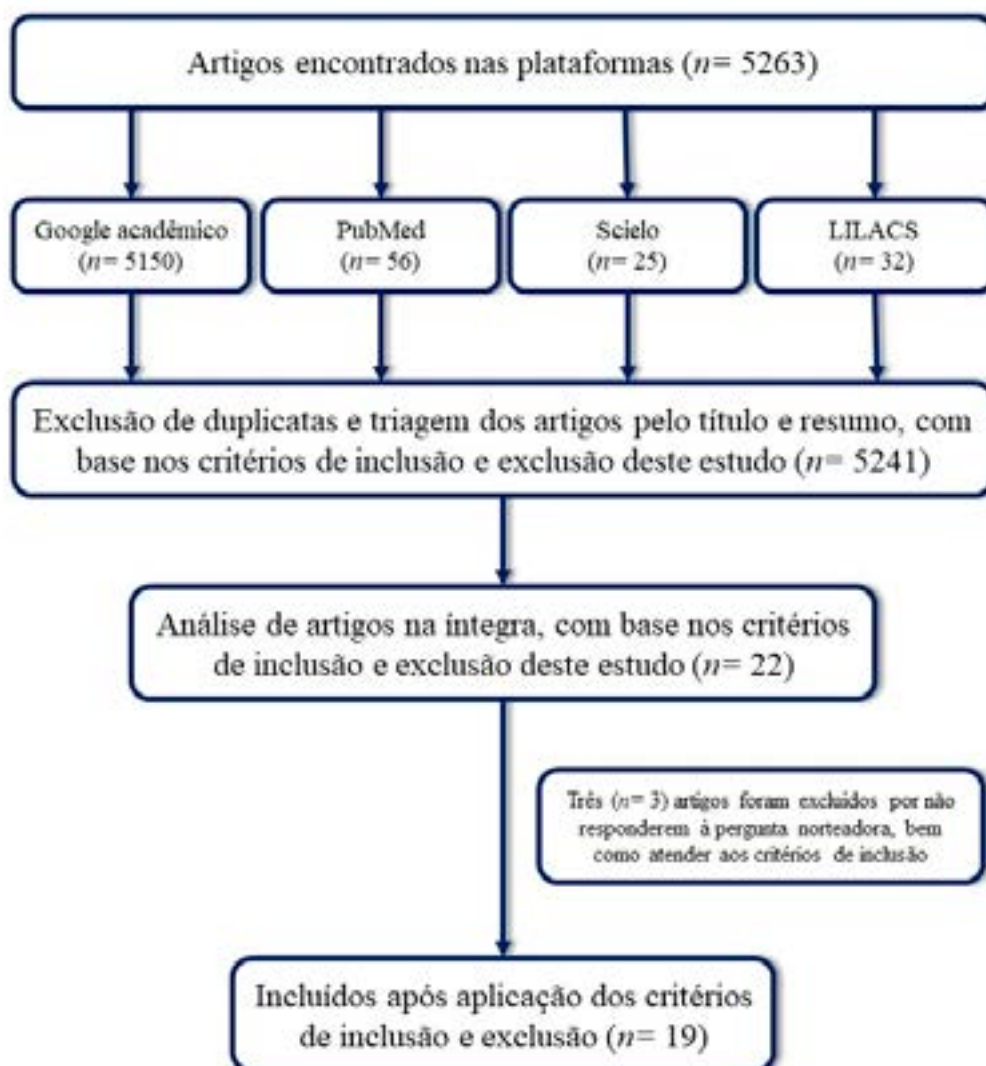 Artigos encontrados nas plataformas (n= 5263)
Google acadêmico
(n= 5150)
PubMed
(n= 56)
Scielo
(n= 25)
LILACS
(n= 32)
Exclusão de duplicatas e triagem dos artigos pelo título e resumo, com
base nos critérios de inclusão e exclusão deste estudo (n= 5241)
Análise de artigos na íntegra, com base nos critérios
de inclusão e exclusão deste estudo (n= 22)
Três (n= 3) artigos foram excluídos por não
responderem à pergunta norteadora, bem
como atender aos critérios de inclusão
Incluídos após aplicação dos critérios
de inclusão e exclusão (n= 19)